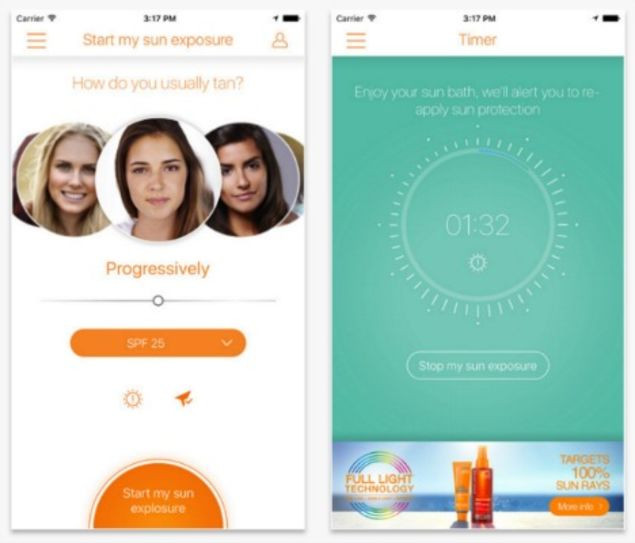 Carrier 3:17 PM
Start my sun exposure
How do you usually tan?
Progressively
SPF 25
Start my sun
explosure
Carrier 3:17 PM
Timer
Enjoy your sun bath, we'll alert you to re-
apply sun protection
01:32
Stop my sun exposure
FULL LIGHT
TECHNOLOGY
TARGETS
100%
SUN RAYS
More info